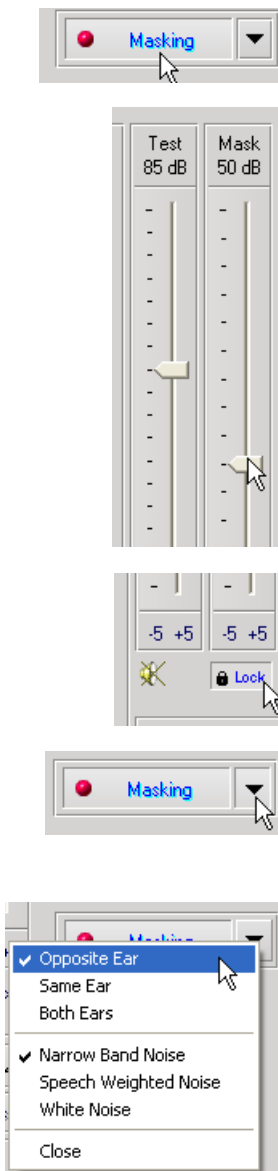 Masking
Test Mask
85 dB 50 dB
-5 +5 -5 +5
Lock
Masking
Masking
Opposite Ear
Same Ear
Both Ears
Narrow Band Noise
Speech Weighted Noise
White Noise
Close